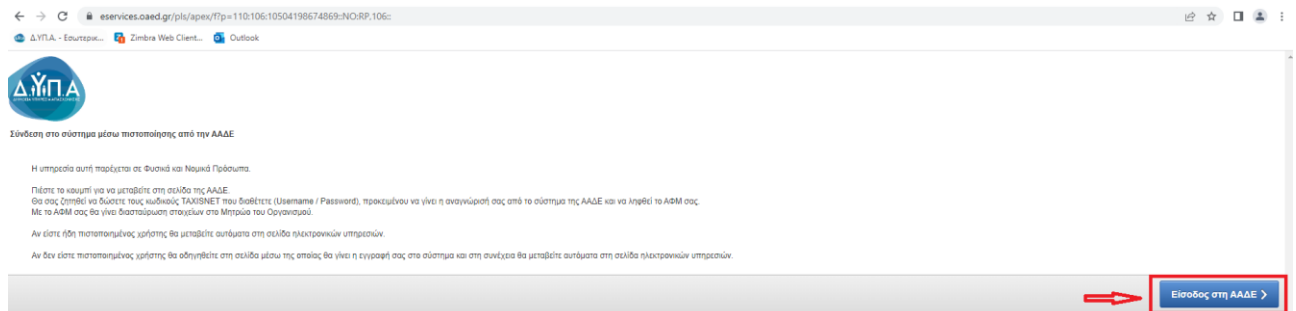 eservices.oaed.gr/pls/apex/f?p=110:106:10504198674869::NO:RP.106::
Δ.ΥΠ.Α. - Εσωτερικ... Zimbra Web Client... Outlook
Δ.ΥΠ.Α
Σύνδεση στο σύστημα μέσω πιστοποίησης από την ΑΑΔΕ
Η υπηρεσία αυτή παρέχεται σε Φυσικά και Νομικά Πρόσωπα.
Πιέστε το κουμπί για να μεταβείτε στη σελίδα της ΑΑΔΕ.
Θα σας ζητηθεί να δώσετε τους κωδικούς TAXISNET που διαθέτετε (Username / Password), προκειμένου να γίνει η αναγνώρισή σας από το σύστημα της ΑΑΔΕ και να ληφθεί το ΑΦΜ σας.
Με το ΑΦΜ σας θα γίνει διασταύρωση στοιχείων στο Μητρώο του Οργανισμού.
Αν είστε ήδη πιστοποιημένος χρήστης θα μεταβείτε αυτόματα στη σελίδα ηλεκτρονικών υπηρεσιών.
Αν δεν είστε πιστοποιημένος χρήστης θα οδηγηθείτε στη σελίδα μέσω της οποίας θα γίνει η εγγραφή σας στο σύστημα και στη συνέχεια θα μεταβείτε αυτόματα στη σελίδα ηλεκτρονικών υπηρεσιών.
Είσοδος στη ΑΑΔΕ